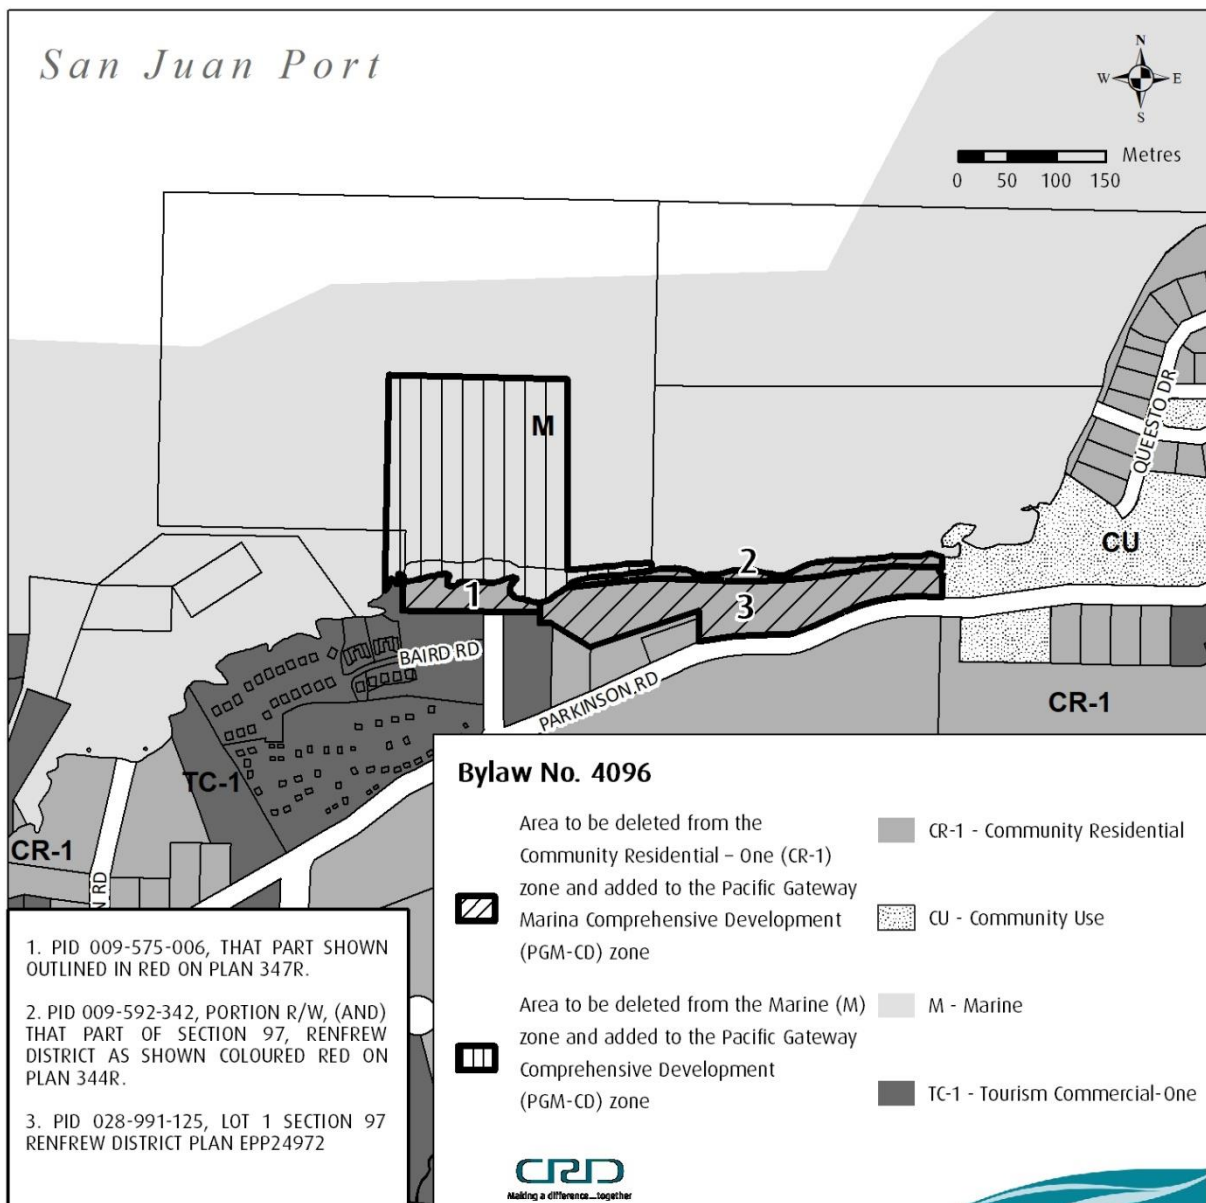 San Juan Port
N
W E
S
Metres
0 50 100 150
M
QUEESTO DR
CU
2
1
3
BAIRD RD
PARKINSON RD
CR-1
TC-1
CR-1
N RD
Bylaw No. 4096
Area to be deleted from the
Community Residential – One (CR-1)
zone and added to the Pacific Gateway
Marina Comprehensive Development
(PGM-CD) zone
Area to be deleted from the Marine (M)
zone and added to the Pacific Gateway
Comprehensive Development
(PGM-CD) zone
CR-1 - Community Residential
CU - Community Use
M - Marine
TC-1 - Tourism Commercial-One
1. PID 009-575-006, THAT PART SHOWN
OUTLINED IN RED ON PLAN 347R.
2. PID 009-592-342, PORTION R/W, (AND)
THAT PART OF SECTION 97, RENFREW
DISTRICT AS SHOWN COLOURED RED ON
PLAN 344R.
3. PID 028-991-125, LOT 1 SECTION 97
RENFREW DISTRICT PLAN EPP24972
CRD
Making a difference...together